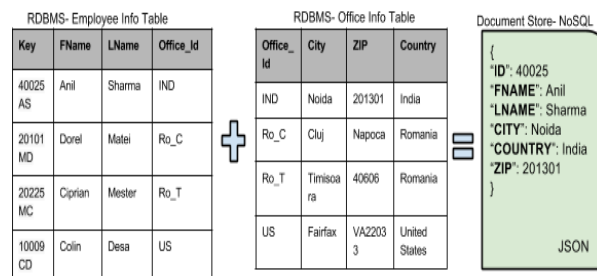 RDBMS- Employee Info Table
Key FName LName Office_Id
40025 Anil Sharma IND
AS
20101 Dorel Matei Ro_C
MD
20225 Ciprian Mester Ro_T
MC
10009 Colin Desa US
CD
RDBMS- Office Info Table
Office_ City ZIP Country
Id
IND Noida 201301 India
Ro_C Cluj Napoca Romania
Ro_T Timisoa 40606 Romania
ra
US Fairfax VA2203 United
3 States
Document Store- NoSQL
{
"ID": 40025
"FNAME": Anil
"LNAME": Sharma
"CITY": Noida
"COUNTRY": India
"ZIP": 201301
}
JSON